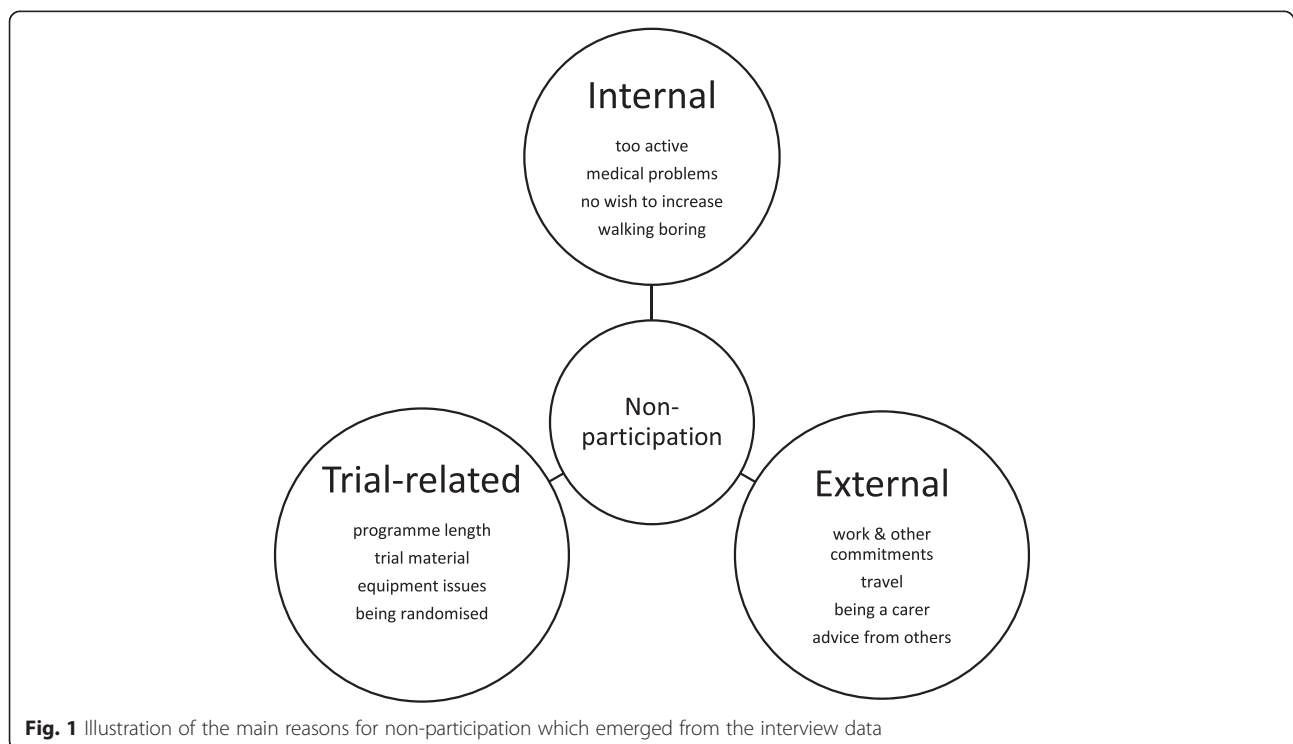 Internal
too active
medical problems
no wish to increase
walking boring
Non-
participation
Trial-related
programme length
trial material
equipment issues
being randomised
External
work & other
commitments
travel
being a carer
advice from others
Fig. 1 Illustration of the main reasons for non-participation which emerged from the interview data